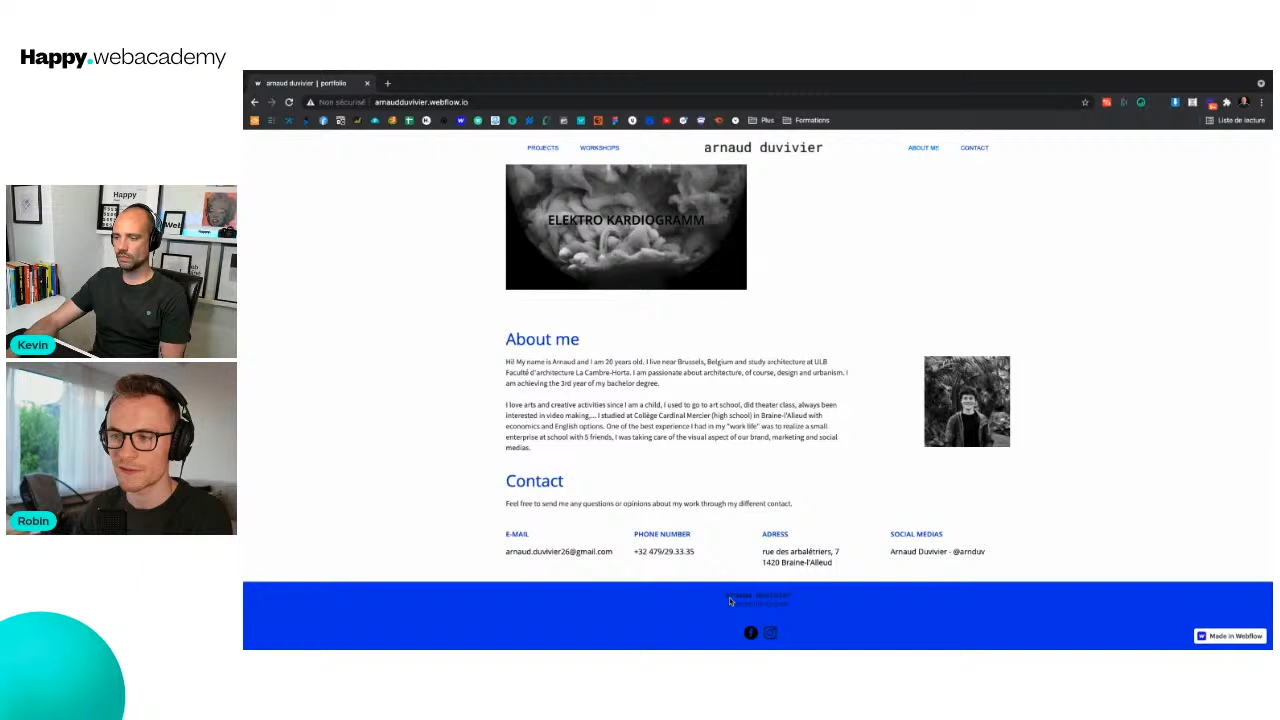 Happy.webacademy
arnaud duvivier | portfolio
Non sécurisé
arnaudduvivier.webflow.io
Plus
Formations
Liste de lecture
PROJECTS
WORKSHOPS
arnaud duvivier
ABOUT ME
CONTACT
ELEKTRO KARDIOGRAMM
Happy
Web
Kevin
Robin
About me
Hi! My name is Arnaud and I am 20 years old. I live near Brussels, Belgium and study architecture at ULB
Faculté d'architecture La Cambre-Horta. I am passionate about architecture, of course, design and urbanism. I
am achieving the 3rd year of my bachelor degree.
I love arts and creative activities since I am a child, I used to go to art school, did theater class, always been
interested in video making,... I studied at Collège Cardinal Mercier (high school) in Braine-l'Alleud with
economics and English options. One of the best experience I had in my "work life" was to realize a small
enterprise at school with 5 friends, I was taking care of the visual aspect of our brand, marketing and social
medias.
Contact
Feel free to send me any questions or opinions about my work through my different contact.
E-MAIL
arnaud.duvivier26@gmail.com
PHONE NUMBER
+32 479/29.33.35
ADRESS
rue des arbalétriers, 7
1420 Braine-l'Alleud
SOCIAL MEDIAS
Arnaud Duvivier - @arnduv
arnaud duvivier
Made in Webflow